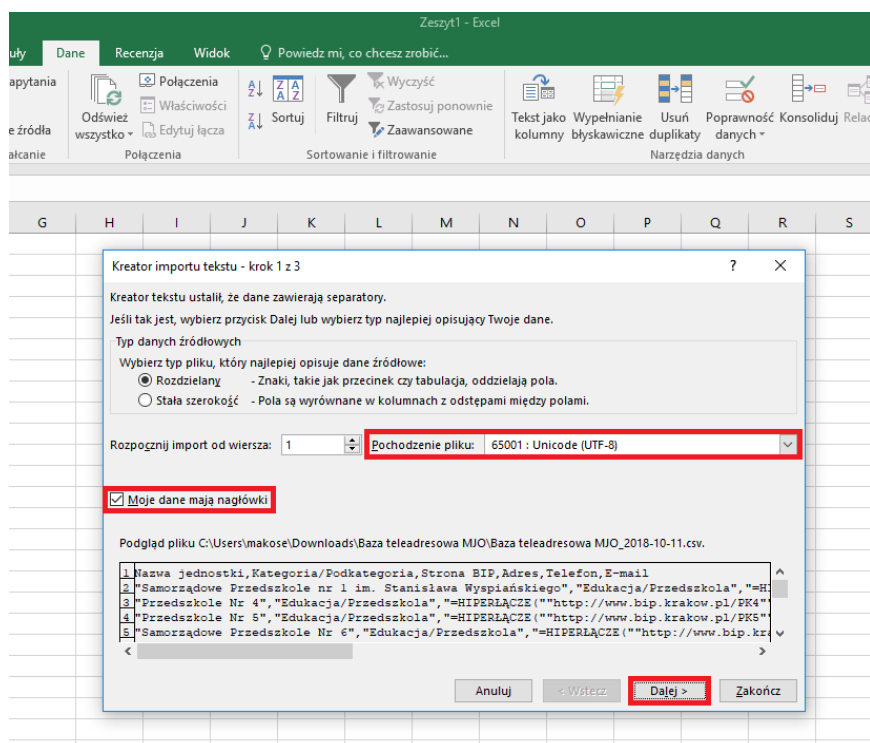 Zeszyt1 - Excel
uły Dane Recenzja Widok Powiedz mi, co chcesz zrobić...
apytania Połączenia Wyczyść
Właściwości Zastosuj ponownie
e źródła Odśwież wszystko Edytuj łącza Sortuj Filtruj Zaawansowane Tekst jako kolumny Wypełnianie błyskawiczne Usuń duplikaty Poprawność danych Konsoliduj Relac
ałcanie Połączenia Sortowanie i filtrowanie Narzędzia danych
G H I J K L M N O P Q R S
Kreator importu tekstu - krok 1 z 3 ?
Kreator tekstu ustalił, że dane zawierają separatory.
Jeśli tak jest, wybierz przycisk Dalej lub wybierz typ najlepiej opisujący Twoje dane.
Typ danych źródłowych
Wybierz typ pliku, który najlepiej opisuje dane źródłowe:
Rozdzielany - Znaki, takie jak przecinek czy tabulacja, oddzielają pola.
Stała szerokość - Pola są wyrównane w kolumnach z odstępami między polami.
Rozpocznij import od wiersza: 1 Pochodzenie pliku: 65001 : Unicode (UTF-8)
Moje dane mają nagłówki
Podgląd pliku C:\Users\makose\Downloads\Baza teleadresowa MJO\Baza teleadresowa MJO_2018-10-11.csv.
1 Nazwa jednostki,Kategoria/Podkategoria,Strona BIP,Adres,Telefon,E-mail
2 "Samorządowe Przedszkole nr 1 im. Stanisława Wyspiańskiego","Edukacja/Przedszkola","=HI
3 "Przedszkole Nr 4","Edukacja/Przedszkola","=HIPERŁĄCZE(""http://www.bip.krakow.pl/PK4""
4 "Przedszkole Nr 5","Edukacja/Przedszkola","=HIPERŁĄCZE(""http://www.bip.krakow.pl/PK5""
5 "Samorządowe Przedszkole Nr 6","Edukacja/Przedszkola","=HIPERŁĄCZE(""http://www.bip.kra
Anuluj < Wstecz Dalej > Zakończ